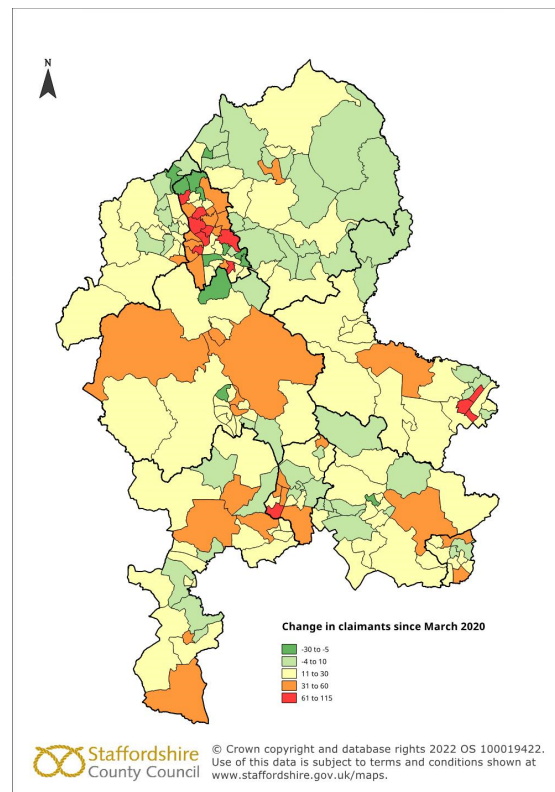 N
Change in claimants since March 2020
-30 to -5
-4 to 10
11 to 30
31 to 60
61 to 115
Staffordshire
County Council
© Crown copyright and database rights 2022 OS 100019422.
Use of this data is subject to terms and conditions shown at
www.staffordshire.gov.uk/maps.